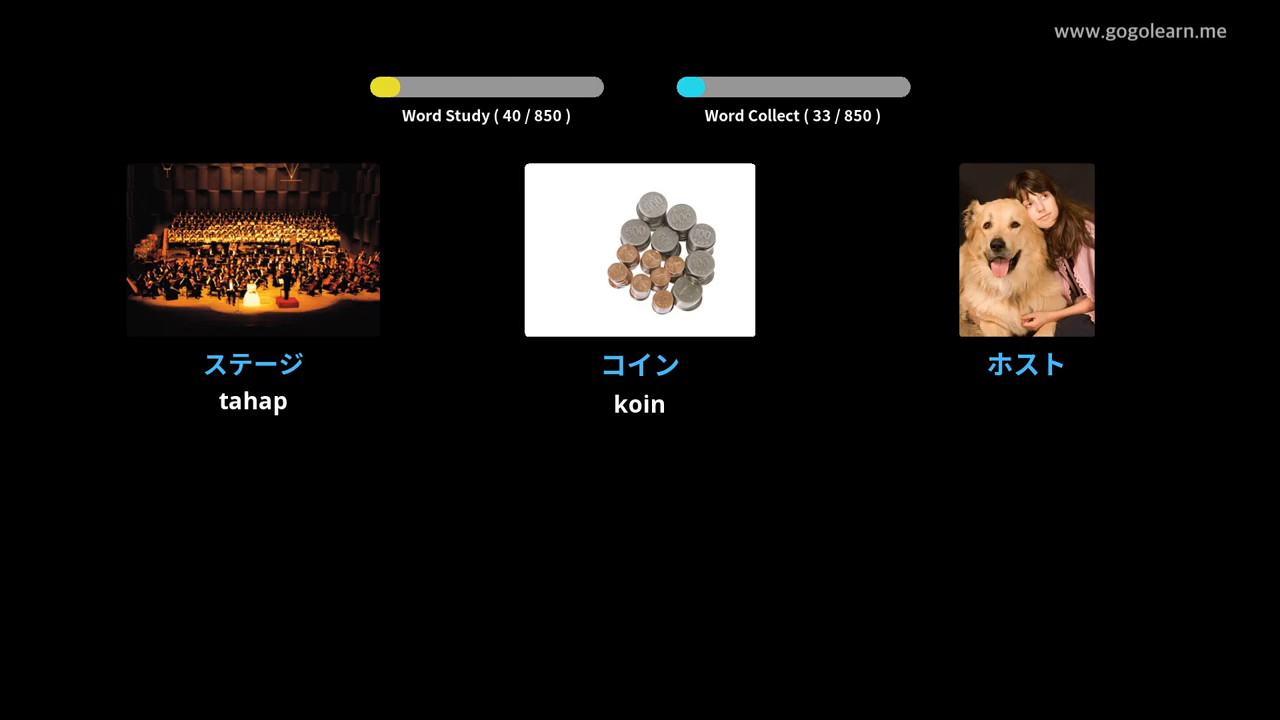 www.gogolearn.me
Word Study ( 40 / 850 )
Word Collect ( 33 / 850 )
ステージ
tahap
コイン
koin
ホスト